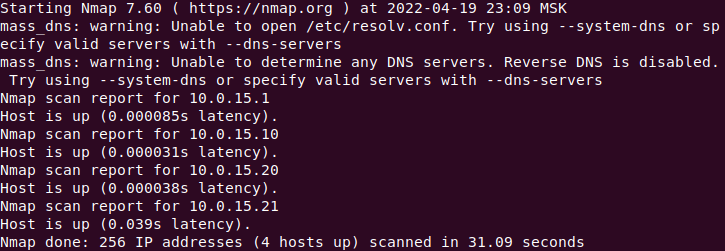 Starting Nmap 7.60 ( https://nmap.org ) at 2022-04-19 23:09 MSK
mass_dns: warning: Unable to open /etc/resolv.conf. Try using --system-dns or sp
ecify valid servers with --dns-servers
mass_dns: warning: Unable to determine any DNS servers. Reverse DNS is disabled.
 Try using --system-dns or specify valid servers with --dns-servers
Nmap scan report for 10.0.15.1
Host is up (0.000085s latency).
Nmap scan report for 10.0.15.10
Host is up (0.000031s latency).
Nmap scan report for 10.0.15.20
Host is up (0.000038s latency).
Nmap scan report for 10.0.15.21
Host is up (0.039s latency).
Nmap done: 256 IP addresses (4 hosts up) scanned in 31.09 seconds